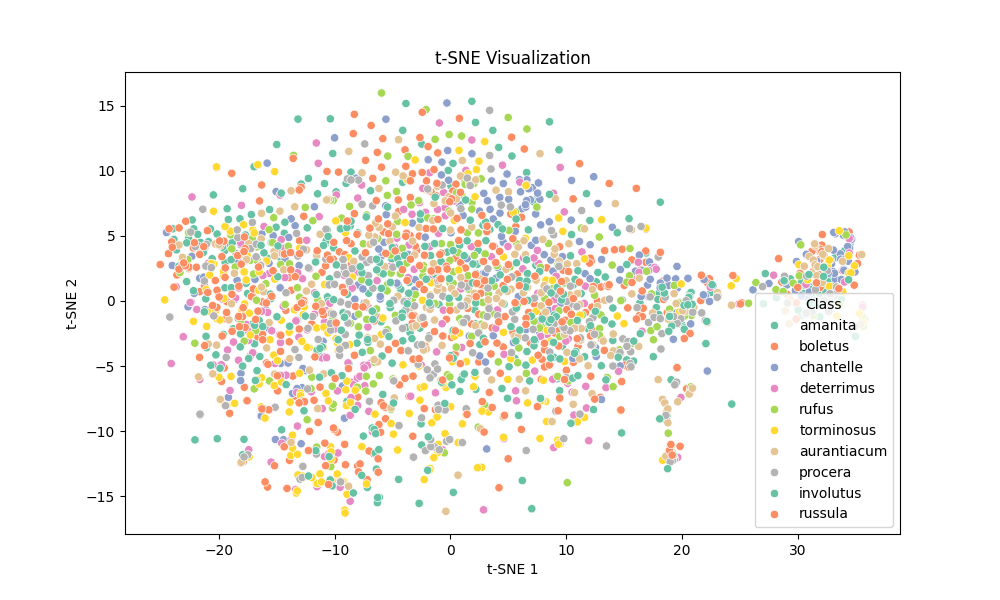 t-SNE Visualization
15
10
5
0
−5
−10
−15
t-SNE 2
−20
−10
0
10
20
30
t-SNE 1
Class
amanita
boletus
chantelle
deterrimus
rufus
torminosus
aurantiacum
procera
involutus
russula